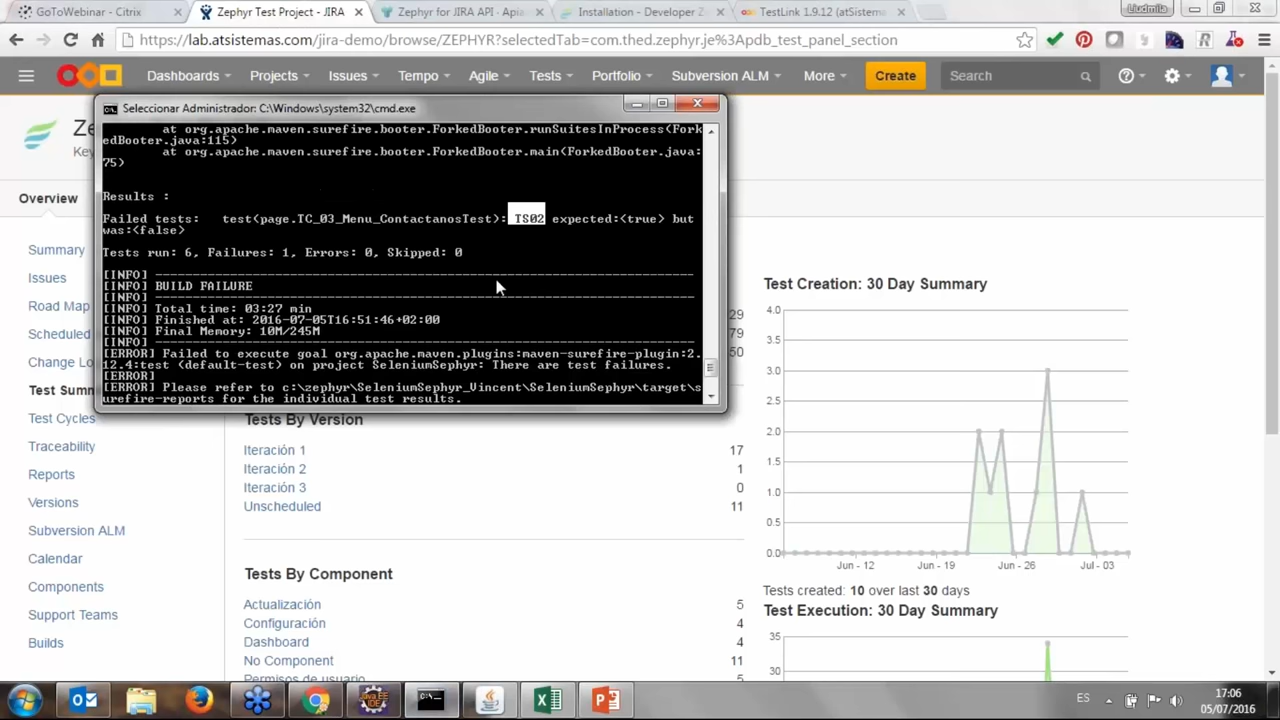 GoToWebinar - Citrix
Zephyr Test Project - JIRA
Zephyr for JIRA API · Apia
Installation - Developer Z
TestLink 1.9.12 (atSistema
Liudmila
https://lab.atsistemas.com/jira-demo/browse/ZEPHYR?selectedTab=com.thed.zephyr.je%3Apdb_test_panel_section
Dashboards
Projects
Issues
Tempo
Agile
Tests
Portfolio
Subversion ALM
More
Create
Search
Ze
Key
Overview
Summary
Issues
Road Map
Scheduled
Change Lo
Test Summ
Test Cycles
Traceability
Reports
Versions
Subversion ALM
Calendar
Components
Support Teams
Builds
Seleccionar Administrador: C:\Windows\system32\cmd.exe
at org.apache.maven.surefire.booter.ForkedBooter.runSuitesInProcess(Fork
edBooter.java:115)
at org.apache.maven.surefire.booter.ForkedBooter.main(ForkedBooter.java:
75)
Results :
Failed tests:   test(page.TC_03_Menu_ContactanosTest): TS02 expected:<true> but
was:<false>
Tests run: 6, Failures: 1, Errors: 0, Skipped: 0
[INFO] ------------------------------------------------------------------------
[INFO] BUILD FAILURE
[INFO] ------------------------------------------------------------------------
[INFO] Total time: 03:27 min
[INFO] Finished at: 2016-07-05T16:51:46+02:00
[INFO] Final Memory: 10M/245M
[INFO] ------------------------------------------------------------------------
[ERROR] Failed to execute goal org.apache.maven.plugins:maven-surefire-plugin:2.
12.4:test (default-test) on project SeleniumSephyr: There are test failures.
[ERROR]
[ERROR] Please refer to c:\zephyr\SeleniumSephyr_Vincent\SeleniumSephyr\target\s
urefire-reports for the individual test results.
29
79
50
Tests By Version
Iteración 1 17
Iteración 2 1
Iteración 3 0
Unscheduled 11
Tests By Component
Actualización 5
Configuración 4
Dashboard 4
No Component 11
Permisos de usuario 5
Test Creation: 30 Day Summary
4.0
3.5
3.0
2.5
2.0
1.5
1.0
0.5
0.0
Jun - 12 Jun - 19 Jun - 26 Jul - 03
Tests created: 10 over last 30 days
Test Execution: 30 Day Summary
35
30
ES
17:06
05/07/2016